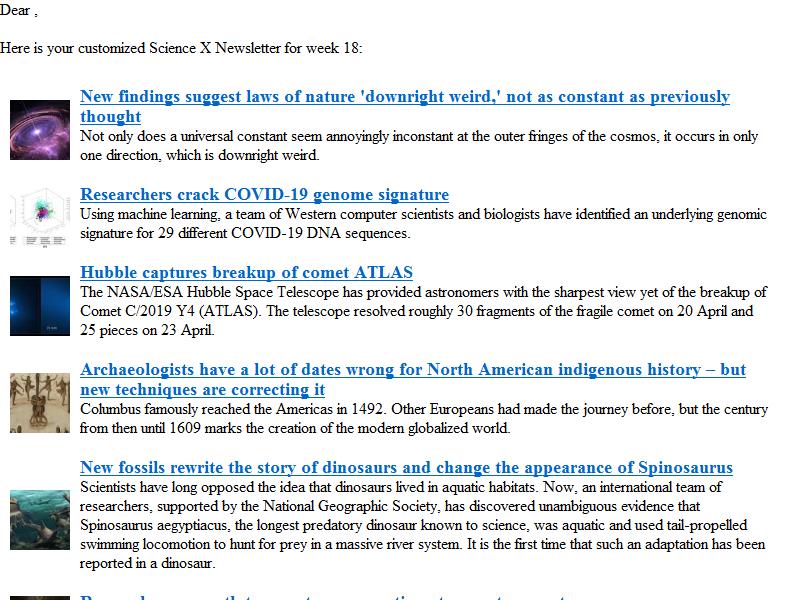 Dear ,
Here is your customized Science X Newsletter for week 18:
New findings suggest laws of nature 'downright weird,' not as constant as previously
thought
Not only does a universal constant seem annoyingly inconstant at the outer fringes of the cosmos, it occurs in only
one direction, which is downright weird.
Researchers crack COVID-19 genome signature
Using machine learning, a team of Western computer scientists and biologists have identified an underlying genomic
signature for 29 different COVID-19 DNA sequences.
Hubble captures breakup of comet ATLAS
The NASA/ESA Hubble Space Telescope has provided astronomers with the sharpest view yet of the breakup of
Comet C/2019 Y4 (ATLAS). The telescope resolved roughly 30 fragments of the fragile comet on 20 April and
25 pieces on 23 April.
Archaeologists have a lot of dates wrong for North American indigenous history – but
new techniques are correcting it
Columbus famously reached the Americas in 1492. Other Europeans had made the journey before, but the century
from then until 1609 marks the creation of the modern globalized world.
New fossils rewrite the story of dinosaurs and change the appearance of Spinosaurus
Scientists have long opposed the idea that dinosaurs lived in aquatic habitats. Now, an international team of
researchers, supported by the National Geographic Society, has discovered unambiguous evidence that
Spinosaurus aegyptiacus, the longest predatory dinosaur known to science, was aquatic and used tail-propelled
swimming locomotion to hunt for prey in a massive river system. It is the first time that such an adaptation has been
reported in a dinosaur.